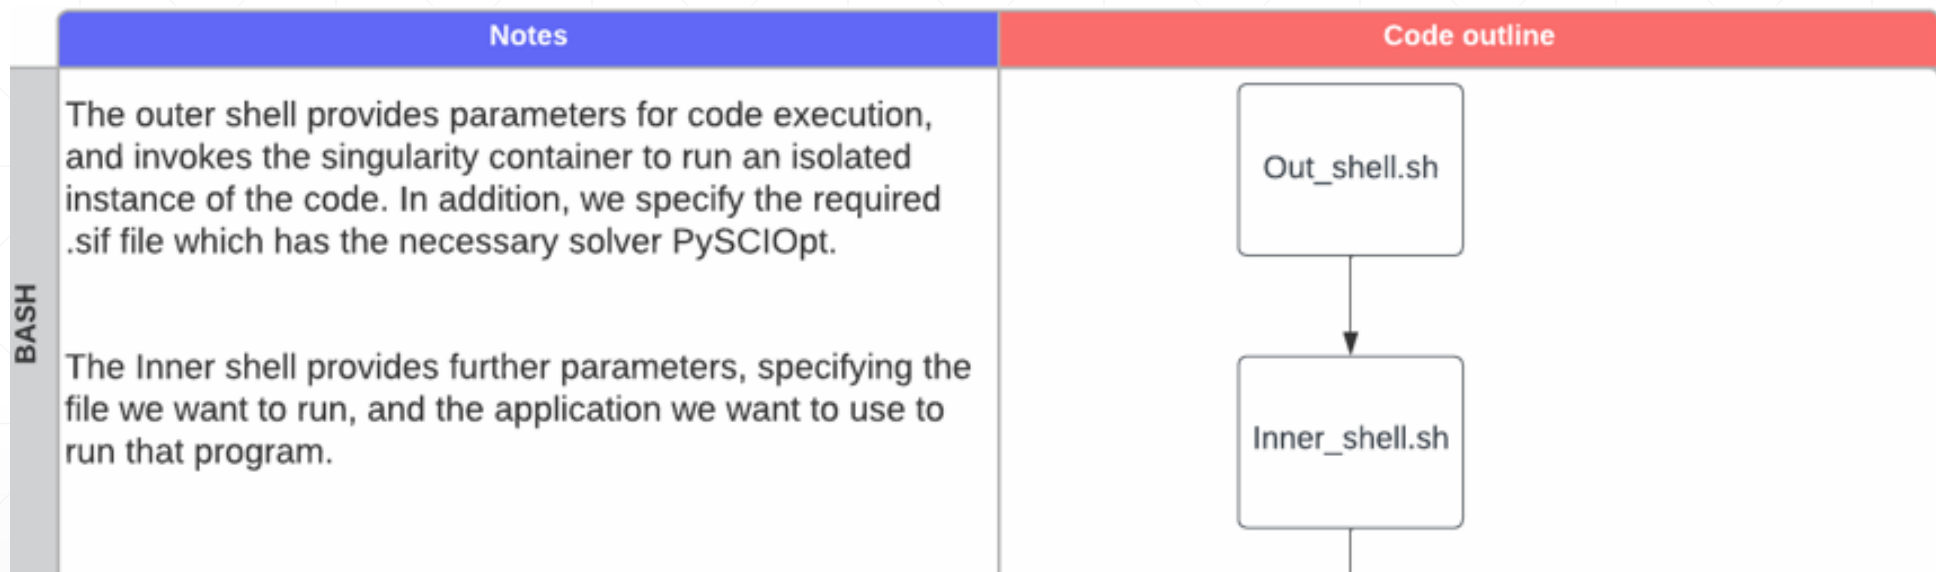 Notes
Code outline
BASH
The outer shell provides parameters for code execution,
and invokes the singularity container to run an isolated
instance of the code. In addition, we specify the required
.sif file which has the necessary solver PySCIOpt.
The Inner shell provides further parameters, specifying the
file we want to run, and the application we want to use to
run that program.
Out_shell.sh
Inner_shell.sh